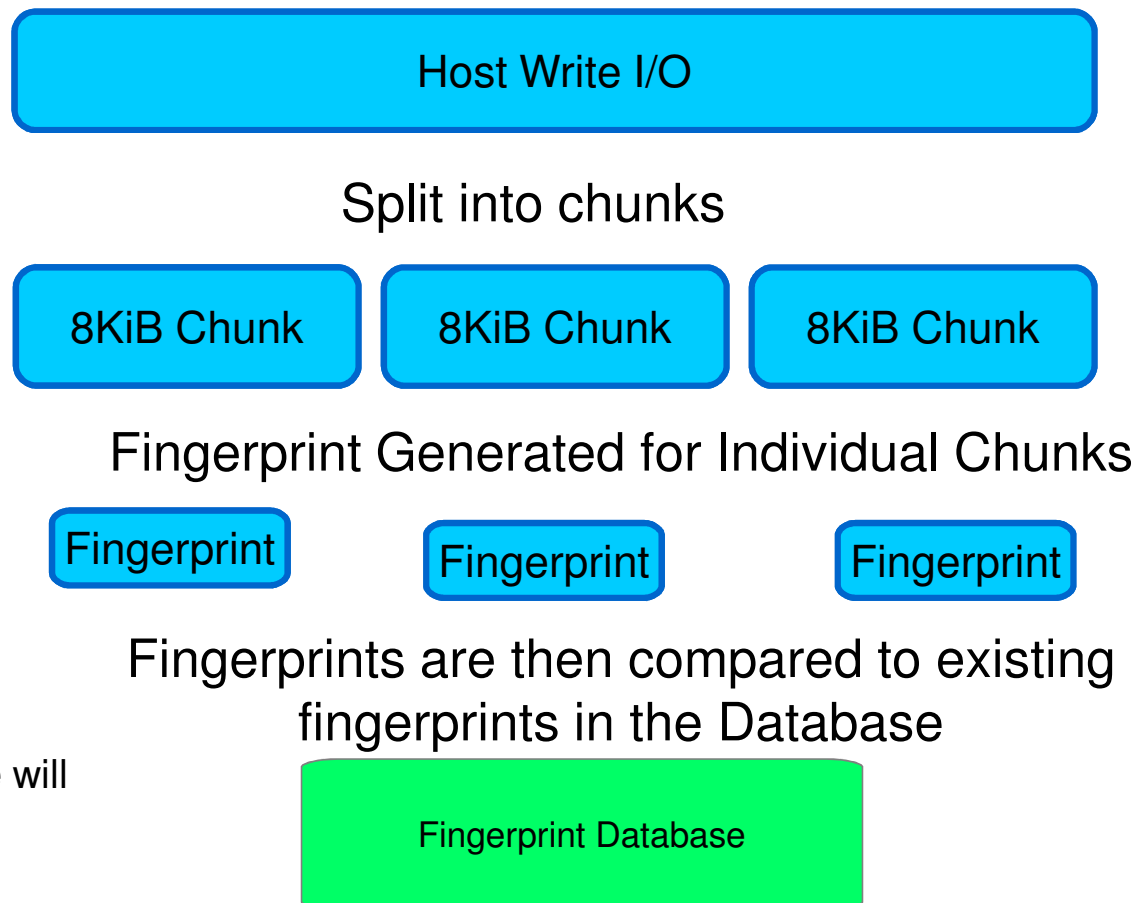 Host Write I/O
Split into chunks
8KiB Chunk
8KiB Chunk
8KiB Chunk
Fingerprint Generated for Individual Chunks
Fingerprint
Fingerprint
Fingerprint
Fingerprints are then compared to existing
fingerprints in the Database
will
Fingerprint Database